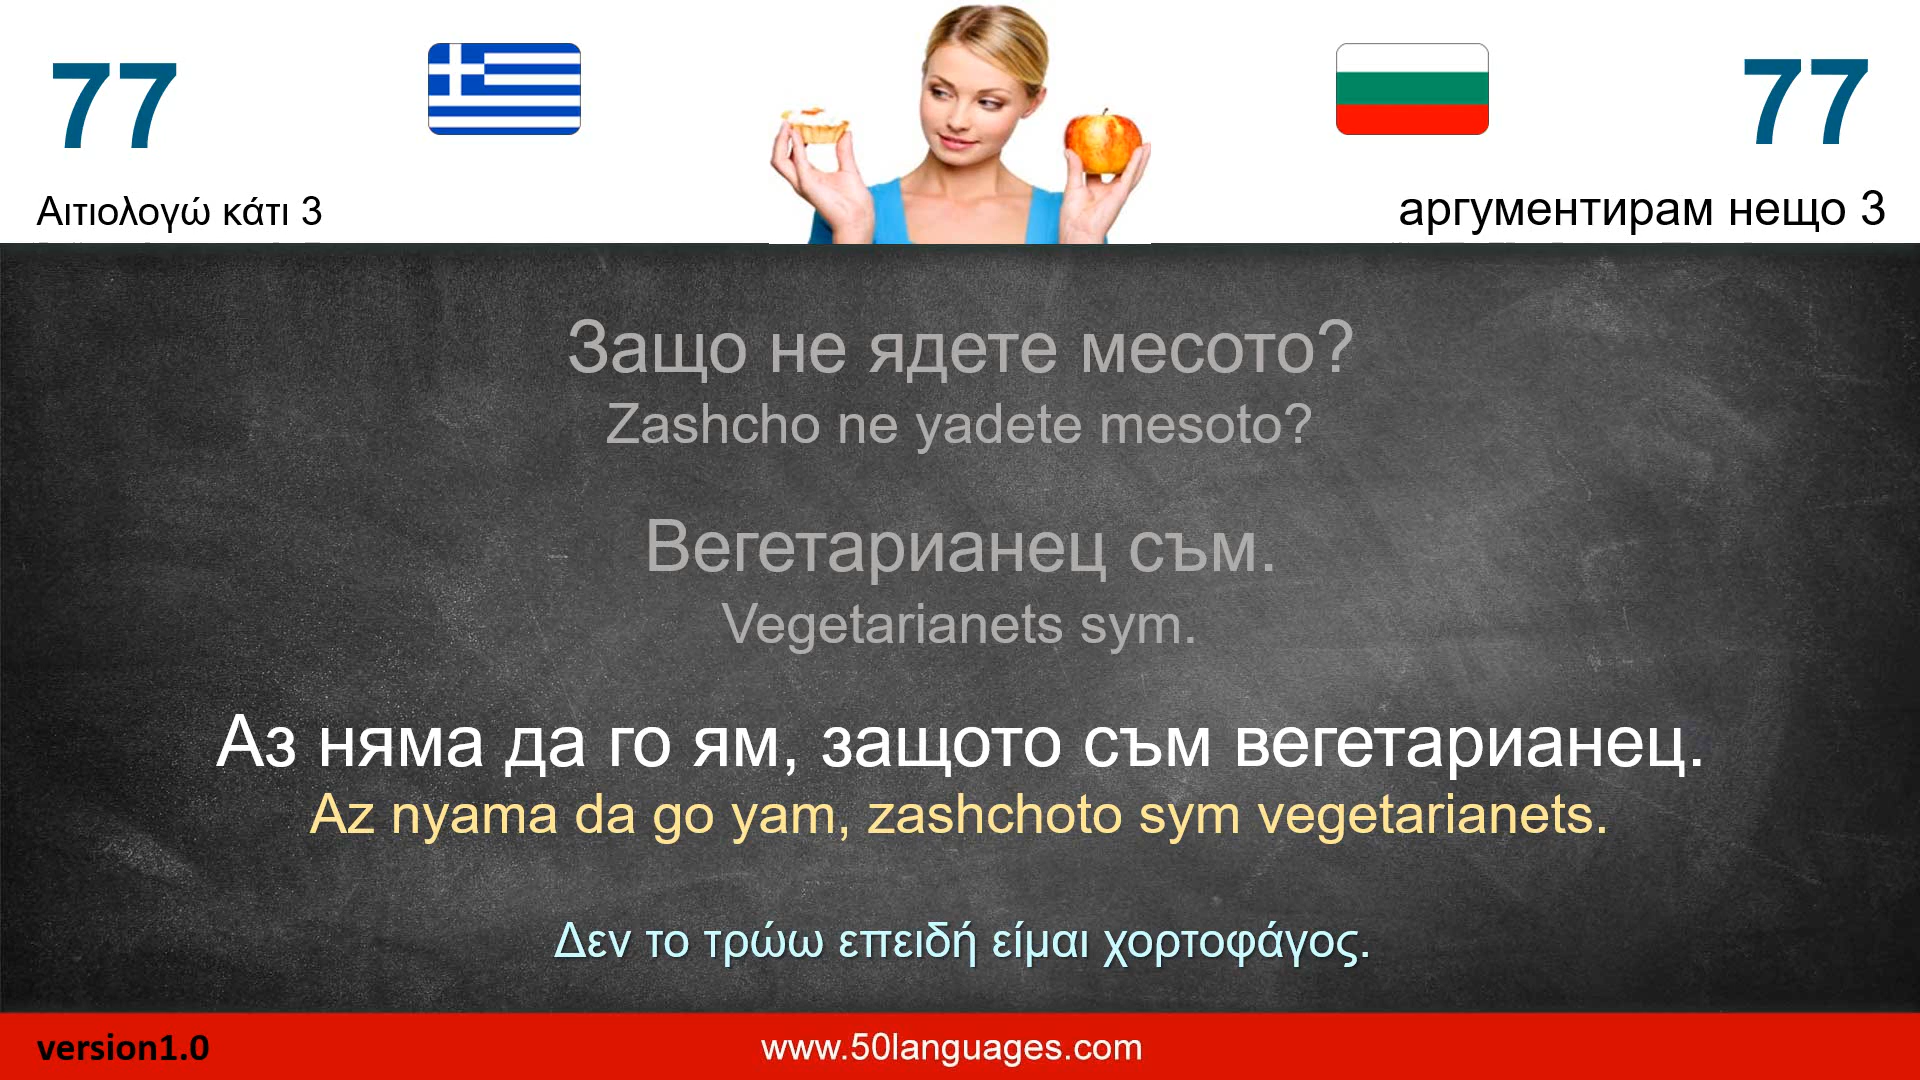 77
77
Αιτιολογώ κάτι 3
аргументирам нещо 3
Защо не ядете месото?
Zashcho ne yadete mesoto?
Вегетарианец съм.
Vegetarianets sym.
Аз няма да го ям, защото съм вегетарианец.
Az nyama da go yam, zashchoto sym vegetarianets.
Δεν το τρώω επειδή είμαι χορτοφάγος.
version1.0
www.50languages.com